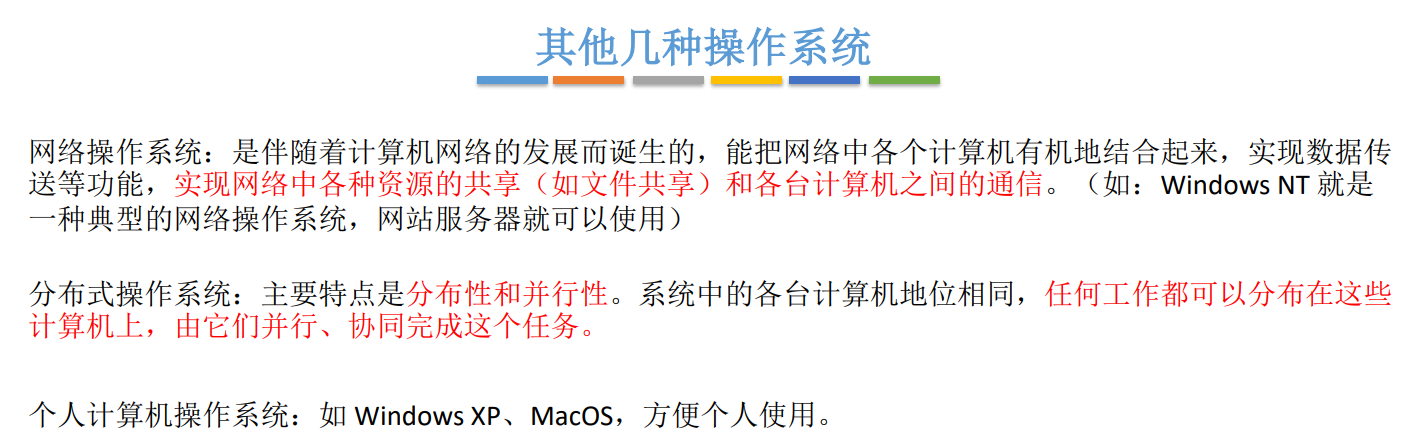 其他几种操作系统
网络操作系统：是伴随着计算机网络的发展而诞生的，能把网络中各个计算机有机地结合起来，实现数据传
送等功能，实现网络中各种资源的共享（如文件共享）和各台计算机之间的通信。（如：Windows NT 就是
一种典型的网络操作系统，网站服务器就可以使用）
分布式操作系统：主要特点是分布性和并行性。系统中的各台计算机地位相同，任何工作都可以分布在这些
计算机上，由它们并行、协同完成这个任务。
个人计算机操作系统：如 Windows XP、MacOS，方便个人使用。